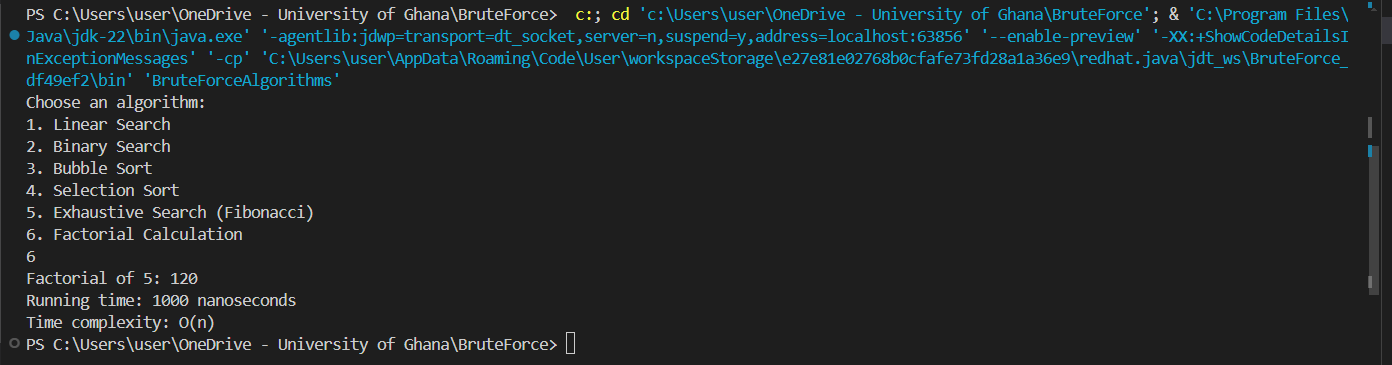 PS C:\Users\user\OneDrive - University of Ghana\BruteForce>  c:; cd 'c:\Users\user\OneDrive - University of Ghana\BruteForce'; & 'C:\Program Files\
Java\jdk-22\bin\java.exe' '-agentlib:jdwp=transport=dt_socket,server=n,suspend=y,address=localhost:63856' '--enable-preview' '-XX:+ShowCodeDetailsI
nExceptionMessages' '-cp' 'C:\Users\user\AppData\Roaming\Code\User\workspaceStorage\e27e81e02768b0cfafe73fd28a1a36e9\redhat.java\jdt_ws\BruteForce_
df49ef2\bin' 'BruteForceAlgorithms'
Choose an algorithm:
1. Linear Search
2. Binary Search
3. Bubble Sort
4. Selection Sort
5. Exhaustive Search (Fibonacci)
6. Factorial Calculation
6
Factorial of 5: 120
Running time: 1000 nanoseconds
Time complexity: O(n)
PS C:\Users\user\OneDrive - University of Ghana\BruteForce>